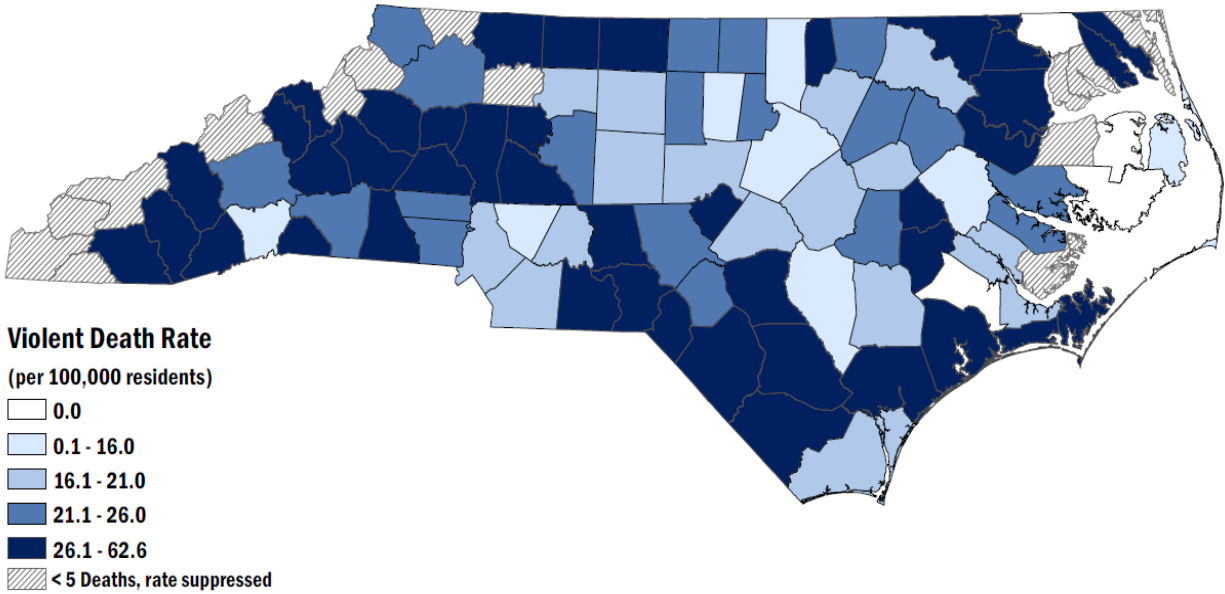 Violent Death Rate
(per 100,000 residents)
0.0
0.1 - 16.0
16.1 - 21.0
21.1 - 26.0
26.1 - 62.6
< 5 Deaths, rate suppressed